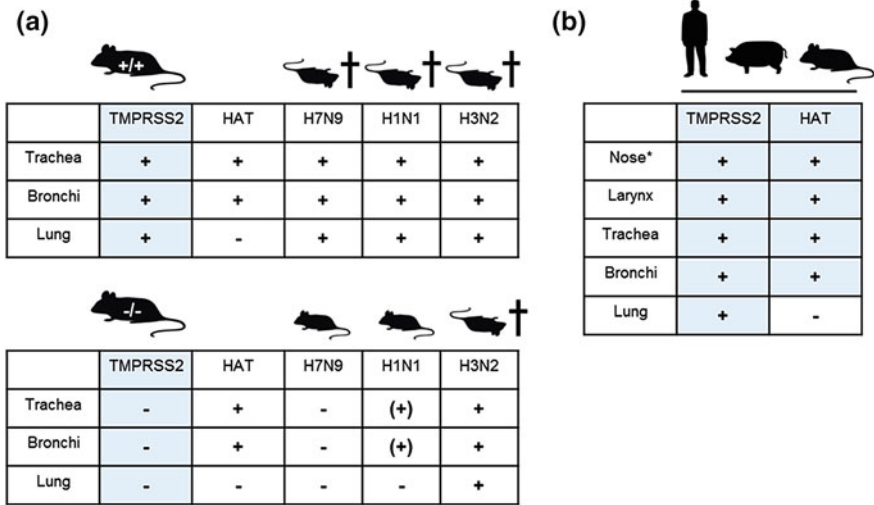 (a)
+/+
TMPRSS2 HAT H7N9 H1N1 H3N2
Trachea + + + + +
Bronchi + + + + +
Lung + - + + +
-/-
TMPRSS2 HAT H7N9 H1N1 H3N2
Trachea - + - (+) +
Bronchi - + - (+) +
Lung - - - - +
(b)
TMPRSS2 HAT
Nose* + +
Larynx + +
Trachea + +
Bronchi + +
Lung + -